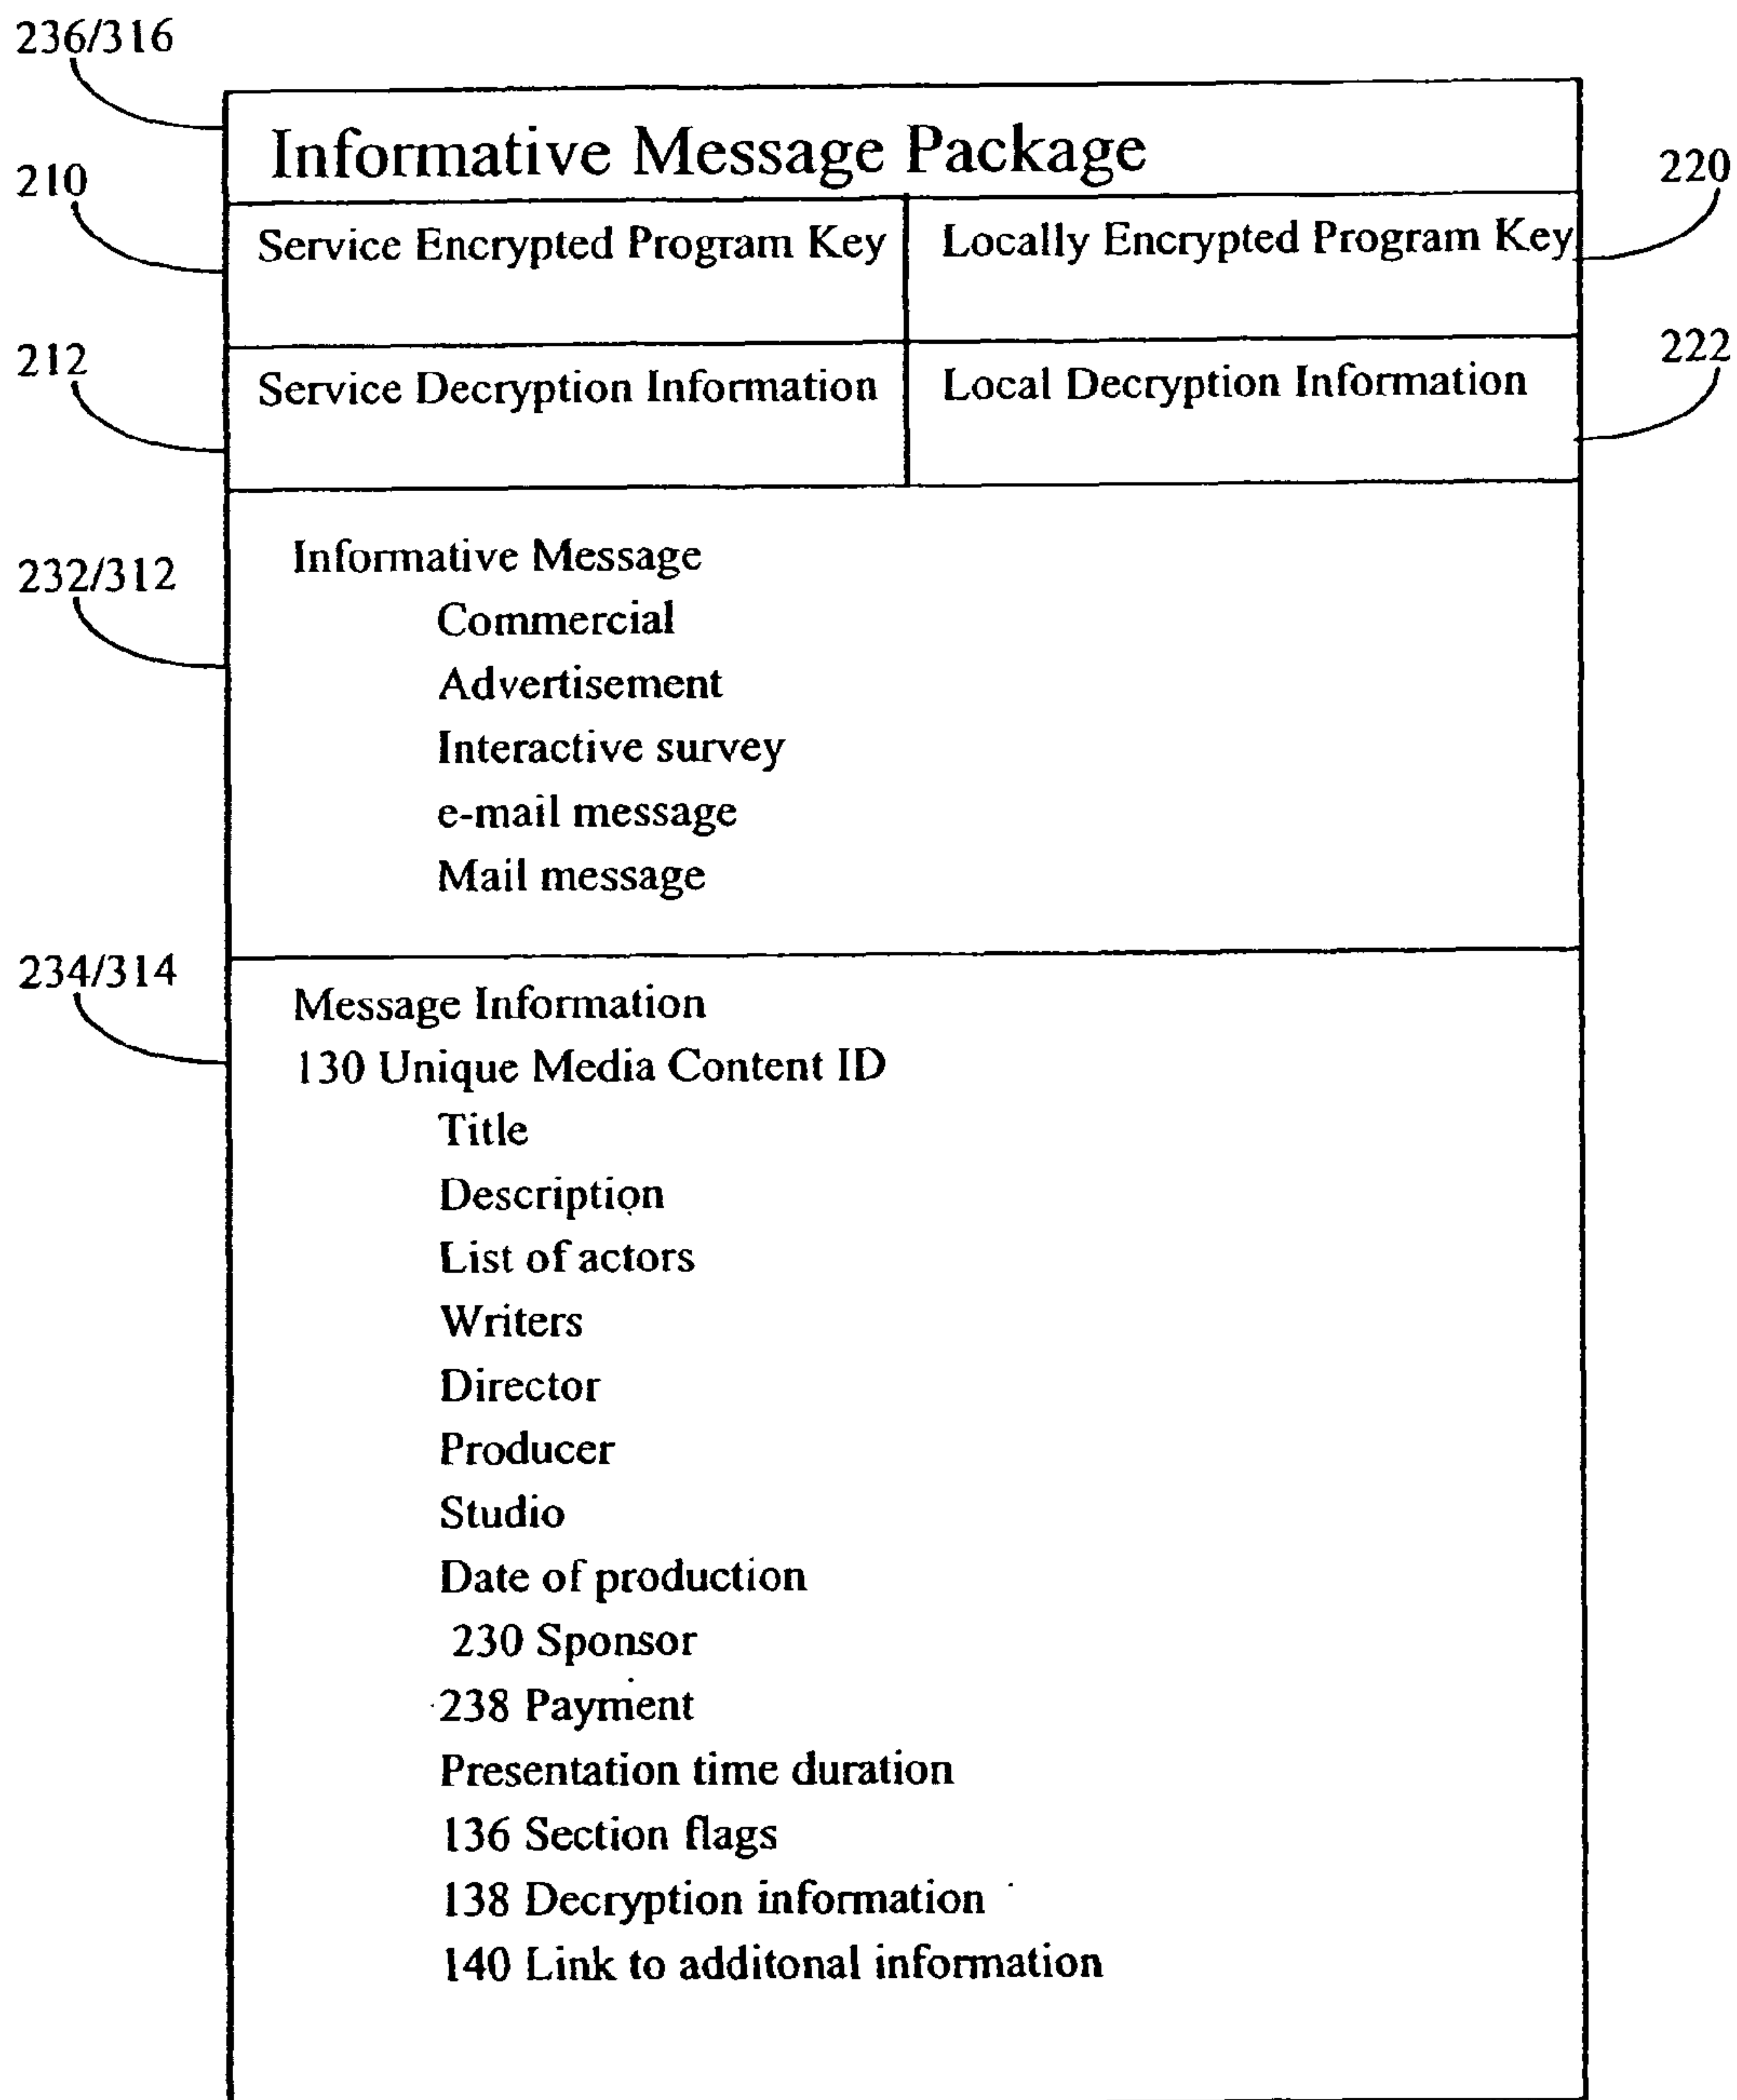 236/316
Informative Message Package
210
220
Service Encrypted Program Key
Locally Encrypted Program Key
212
222
Service Decryption Information
Local Decryption Information
232/312
Informative Message
Commercial
Advertisement
Interactive survey
e-mail message
Mail message
234/314
Message Information
130 Unique Media Content ID
Title
Description
List of actors
Writers
Director
Producer
Studio
Date of production
230 Sponsor
238 Payment
Presentation time duration
136 Section flags
138 Decryption information
140 Link to additonal information